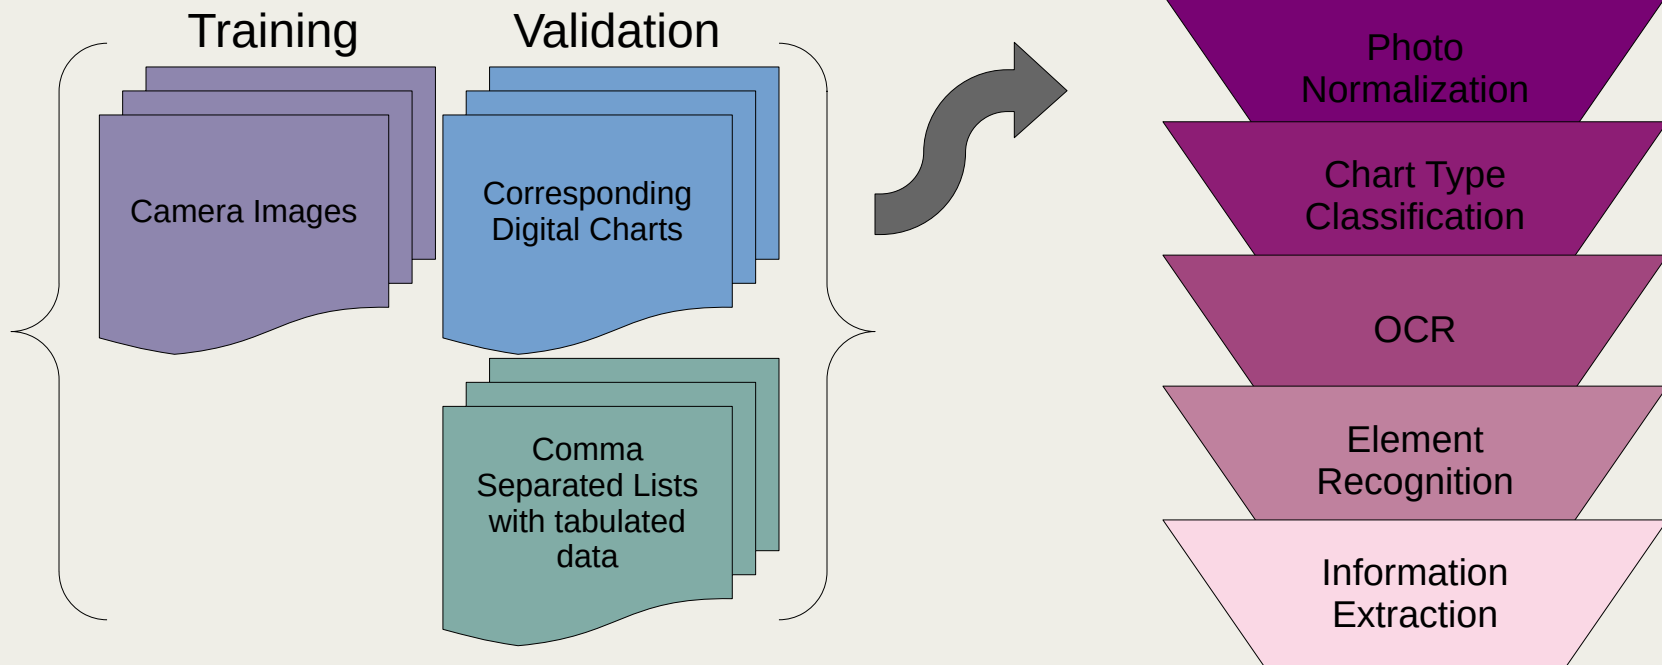 Training
Validation
Camera Images
Corresponding
Digital Charts
Comma
Separated Lists
with tabulated
data
Photo
Normalization
Chart Type
Classification
OCR
Element
Recognition
Information
Extraction